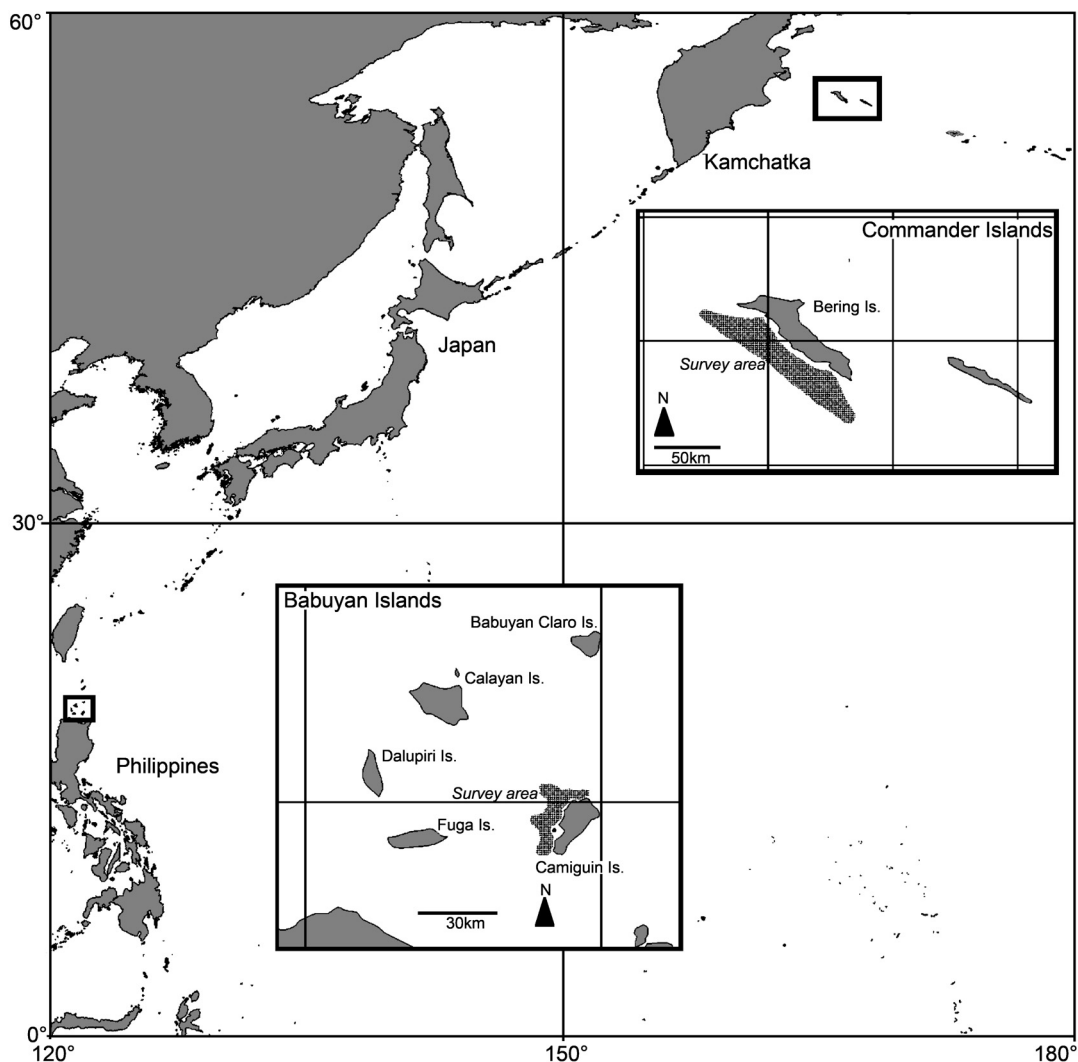 60°
Kamchatka
Commander Islands
Bering Is.
Survey area
N
50km
Japan
30°
Babuyan Islands
Babuyan Claro Is.
Calayan Is.
Dalupiri Is.
Survey area
Fuga Is.
Camiguin Is.
N
30km
Philippines
0°
120°
150°
180°